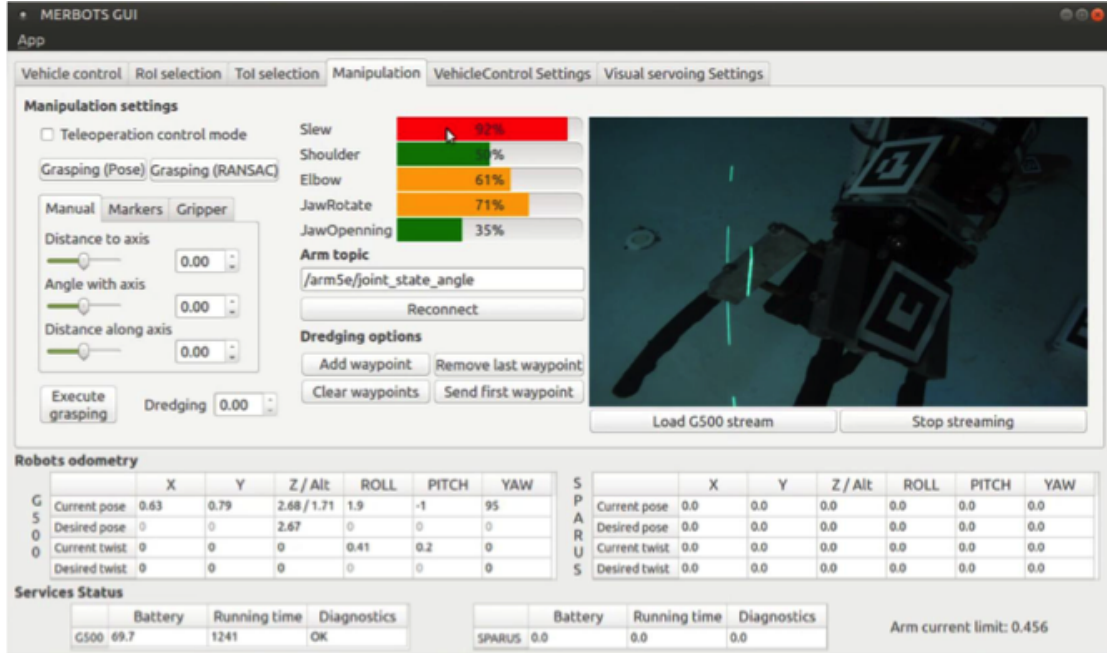 MERBOTS GUI
App
Vehicle control RoI selection ToI selection Manipulation VehicleControl Settings Visual servoing Settings
Manipulation settings
Teleoperation control mode
Grasping (Pose) Grasping (RANSAC)
Manual Markers Gripper
Distance to axis
0.00
Angle with axis
0.00
Distance along axis
0.00
Execute grasping
Dredging 0.00
Slew 92%
Shoulder 50%
Elbow 61%
JawRotate 71%
JawOpenning 35%
Arm topic
/arm5e/joint_state_angle
Reconnect
Dredging options
Add waypoint Remove last waypoint
Clear waypoints Send first waypoint
Load G500 stream Stop streaming
Robots odometry
G500
X Y Z / Alt ROLL PITCH YAW
Current pose 0.63 0.79 2.68 / 1.71 1.9 -1 95
Desired pose 0 0 2.67 0 0 0
Current twist 0 0 0 0.41 0.2 0
Desired twist 0 0 0 0 0 0
SPARUS
X Y Z / Alt ROLL PITCH YAW
Current pose 0.0 0.0 0.0 0.0 0.0 0.0
Desired pose 0.0 0.0 0.0 0.0 0.0 0.0
Current twist 0.0 0.0 0.0 0.0 0.0 0.0
Desired twist 0.0 0.0 0.0 0.0 0.0 0.0
Services Status
Battery Running time Diagnostics
G500 69.7 1241 OK
Battery Running time Diagnostics
SPARUS 0.0 0.0 0.0
Arm current limit: 0.456